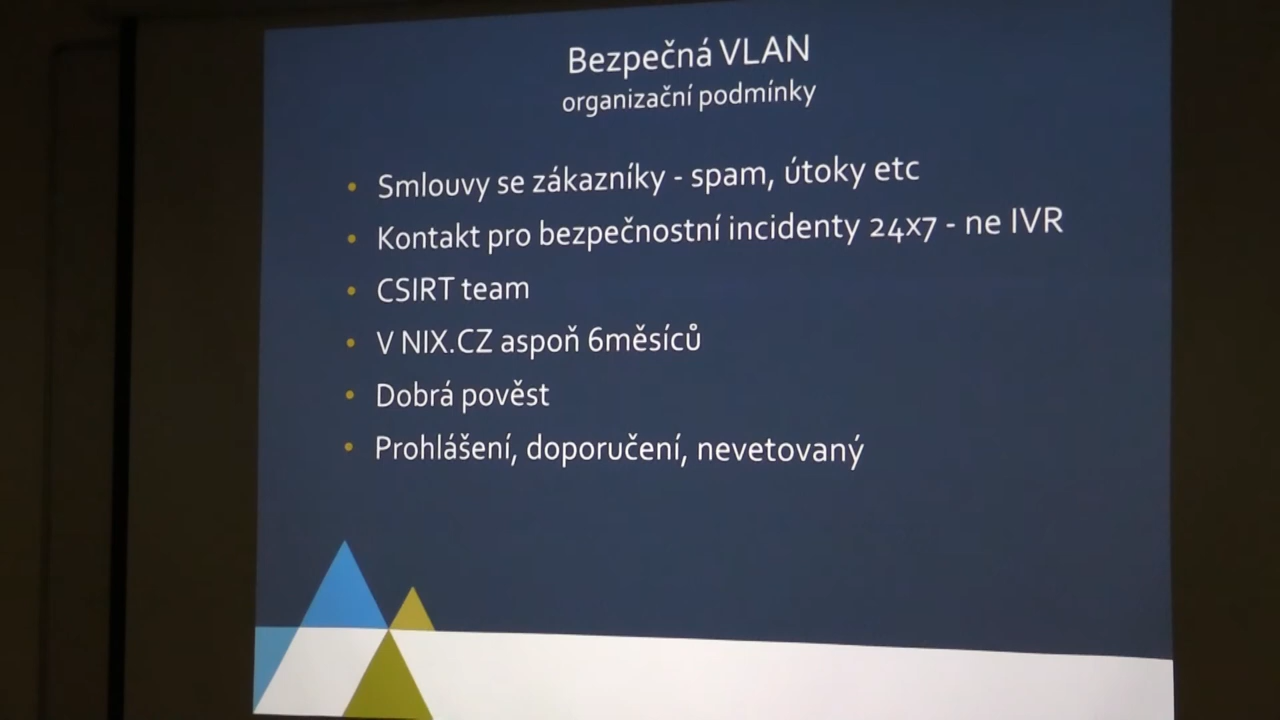 Bezpečná VLAN
organizační podmínky
• Smlouvy se zákazníky - spam, útoky etc
• Kontakt pro bezpečnostní incidenty 24x7 - ne IVR
• CSIRT team
• V NIX.CZ aspoň 6měsíců
• Dobrá pověst
• Prohlášení, doporučení, nevetovaný